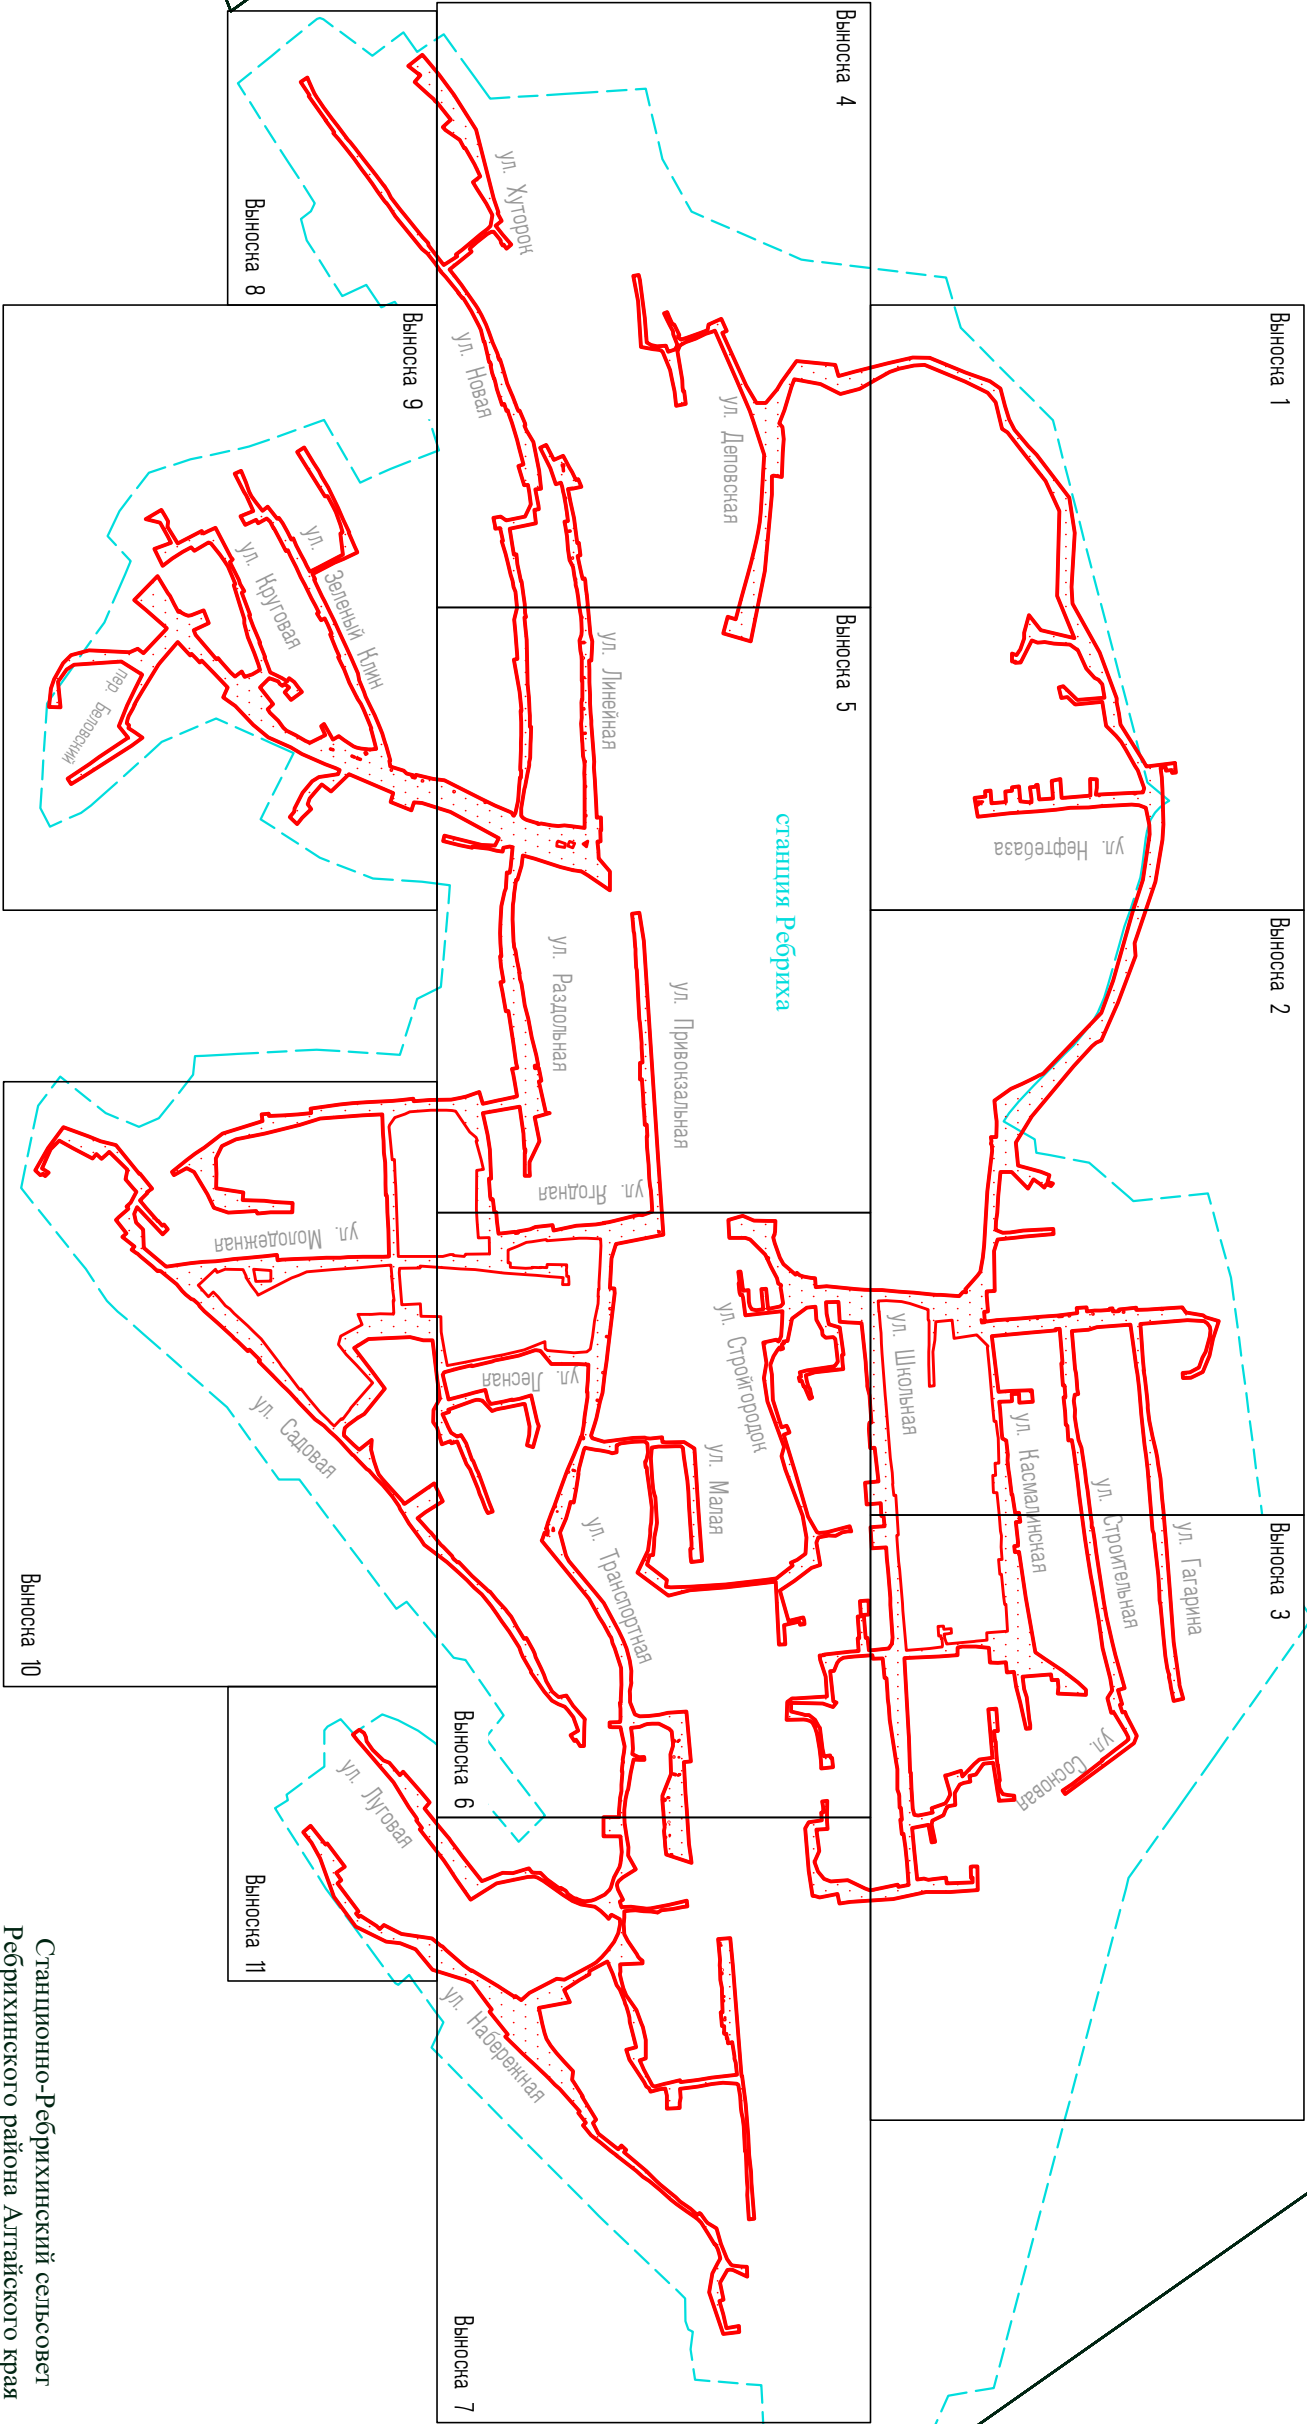 Выноска 1
Выноска 2
Выноска 3
Выноска 4
Выноска 5
Выноска 6
Выноска 7
Выноска 8
Выноска 9
Выноска 10
Выноска 11
ул. Хуторок
ул. Новая
ул. Деповская
ул. Линейная
ул. Нефтебаза
станция Ребриха
ул. Зеленый Клин
ул. Круговая
пер. Беловский
ул. Раздольная
ул. Привокзальная
ул. Ягодная
ул. Молодежная
ул. Садовая
ул. Лесная
ул. Малая
ул. Стройгородок
ул. Школьная
ул. Касмалинская
ул. Строительная
ул. Гагарина
ул. Сосновая
ул. Транспортная
ул. Луговая
ул. Набережная
Станционно-Ребрихинский сельсовет
Ребрихинского района Алтайского края